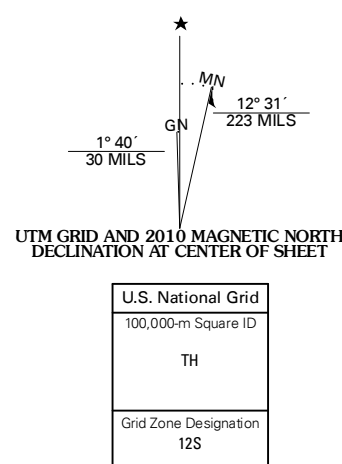 ★
MN
GN
12° 31´
223 MILS
1° 40´
30 MILS
UTM GRID AND 2010 MAGNETIC NORTH
DECLINATION AT CENTER OF SHEET
U.S. National Grid
100,000-m Square ID
TH
Grid Zone Designation
12S